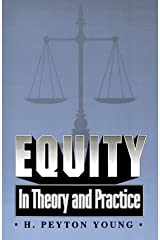 EQUITY
In Theory and Practice
• H. PEYTON YOUNG •